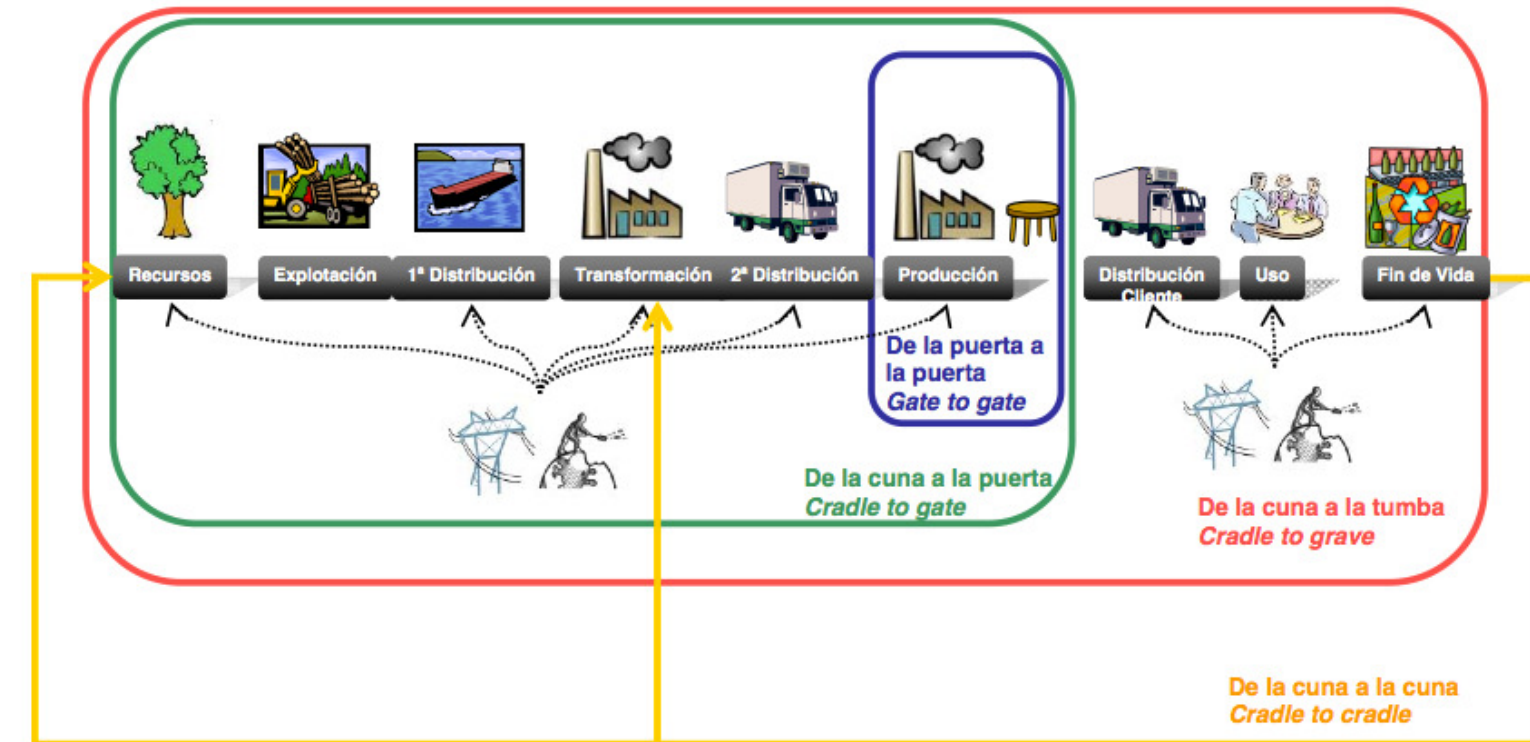 Recursos
Explotación
1ª Distribución
Transformación
2ª Distribución
Producción
Distribución
Cliente
Uso
Fin de Vida
De la puerta a
la puerta
Gate to gate
De la cuna a la puerta
Cradle to gate
De la cuna a la tumba
Cradle to grave
De la cuna a la cuna
Cradle to cradle